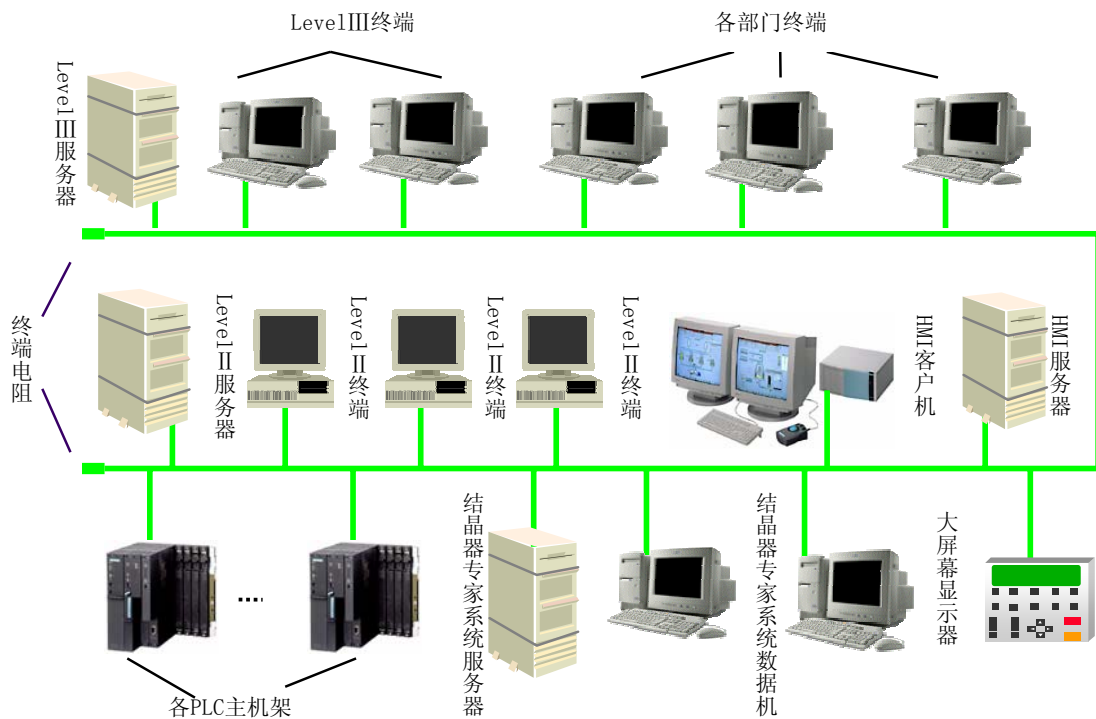 LevelⅢ终端
各部门终端
LevelⅢ服务器
终端电阻
LevelⅡ服务器
LevelⅡ终端
LevelⅡ终端
LevelⅡ终端
HMI客户机
HMI服务器
结晶器专家系统服务器
结晶器专家系统数据机
大屏幕显示器
各PLC主机架